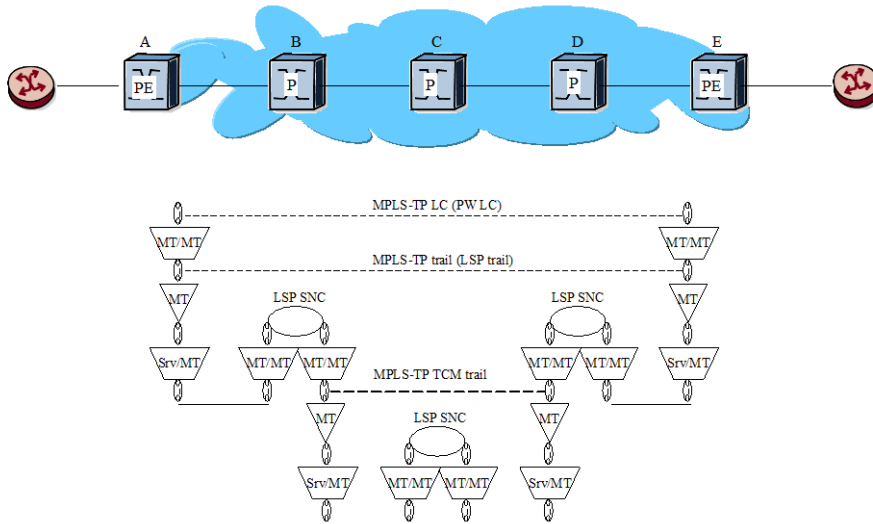 A B C D E
PE P P P PE
MPLS-TP LC (PW LC)
MT/MT MT/MT
MPLS-TP trail (LSP trail)
MT LSP SNC LSP SNC MT
Srv/MT MT/MT MT/MT MT/MT MT/MT Srv/MT
MPLS-TP TCM trail
MT LSP SNC MT
Srv/MT MT/MT MT/MT Srv/MT